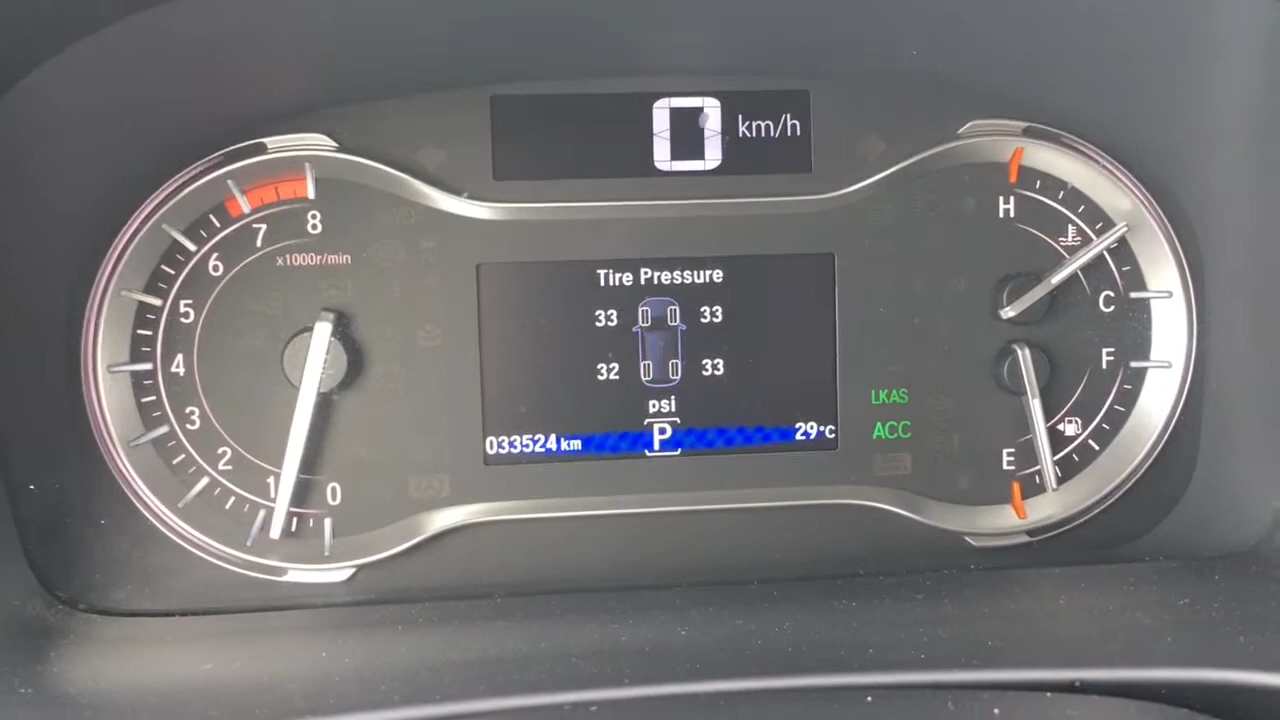 0 km/h
8
7
6
5
4
3
2
1
0
x1000r/min
Tire Pressure
33 33
32 33
psi
033524 km P 29°C
LKAS
ACC
H
C
F
E